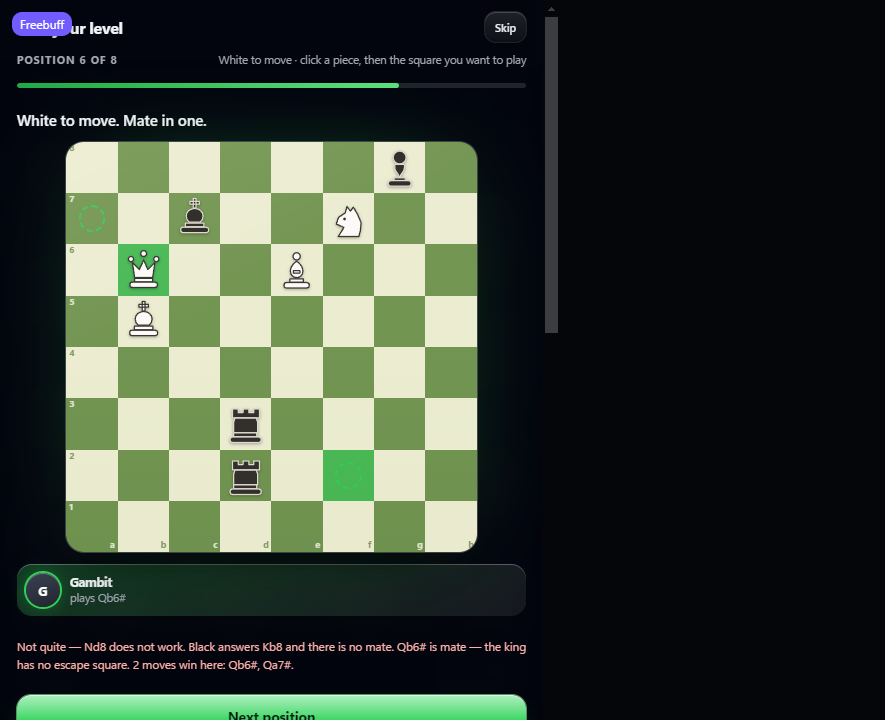 Freebuff
ur level
Skip
POSITION 6 OF 8
White to move · click a piece, then the square you want to play
White to move. Mate in one.
8
7
6
5
4
3
2
1
a b c d e f g h
G
Gambit
plays Qb6#
Not quite — Nd8 does not work. Black answers Kb8 and there is no mate. Qb6# is mate — the king
has no escape square. 2 moves win here: Qb6#, Qa7#.
Next position